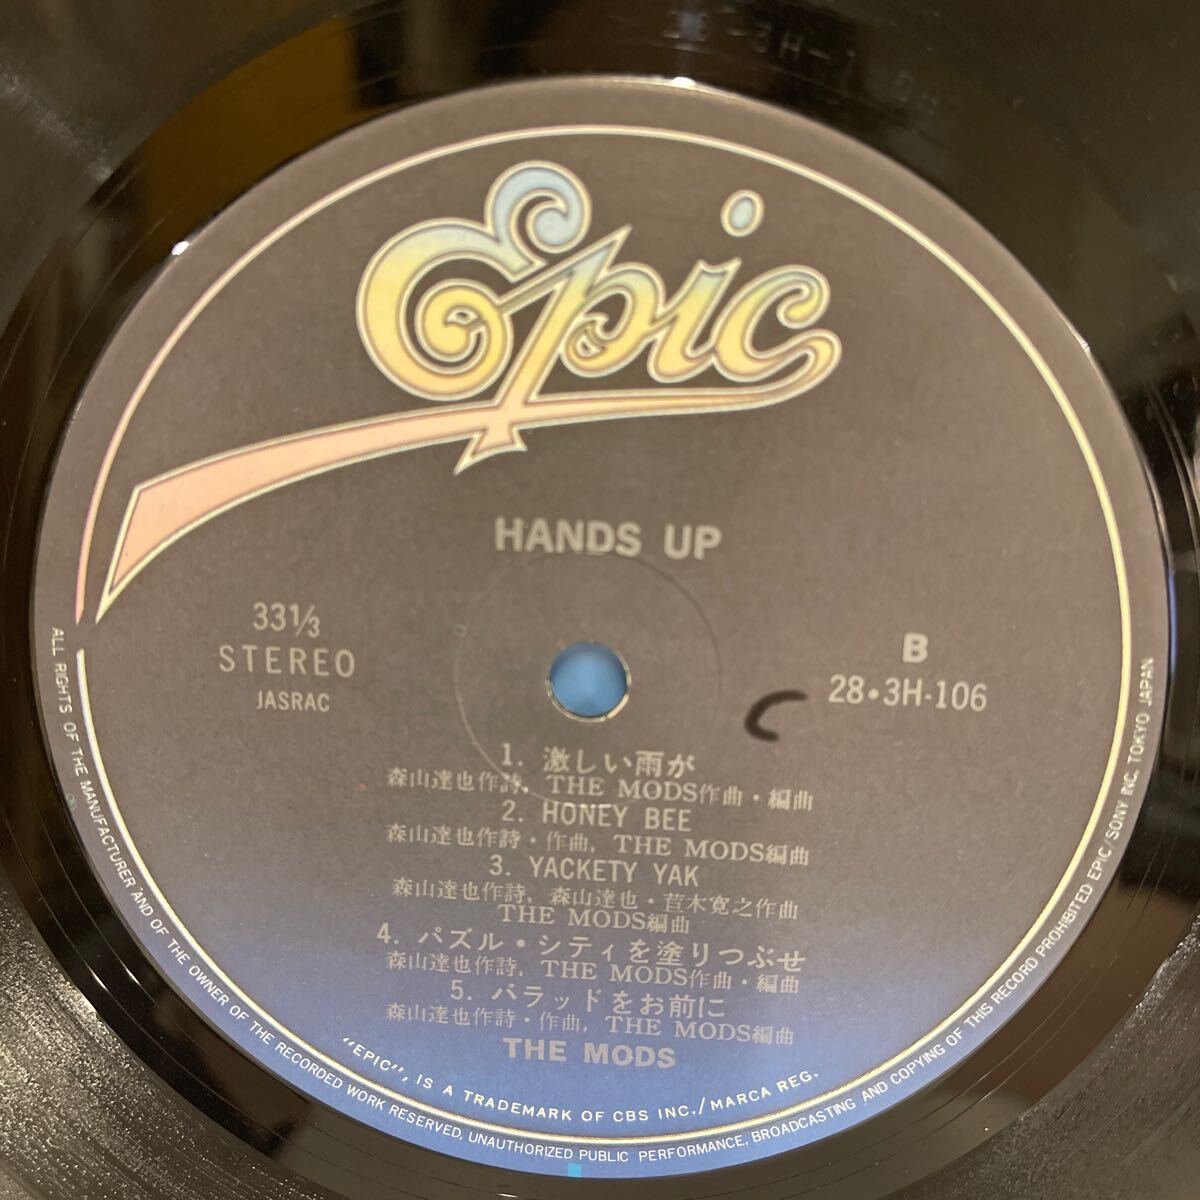 Epic
HANDS UP
33⅓
STEREO
JASRAC
B
28・3H-106
1. 激しい雨が
森山達也作詩, THE MODS作曲・編曲
2. HONEY BEE
森山達也作詩・作曲, THE MODS編曲
3. YACKETY YAK
森山達也作詩, 森山達也・苣木寛之作曲
THE MODS編曲
4. パズル・シティを塗りつぶせ
森山達也作詩, THE MODS作曲・編曲
5. バラッドをお前に
森山達也作詩・作曲, THE MODS編曲
THE MODS
"EPIC", IS A TRADEMARK OF CBS INC./MARCA REG.
ALL RIGHTS OF THE MANUFACTURER AND OF THE OWNER OF THE RECORDED WORK RESERVED, UNAUTHORIZED PUBLIC PERFORMANCE, BROADCASTING AND COPYING OF THIS RECORD PROHIBITED EPIC/SONY INC. TOKYO JAPAN